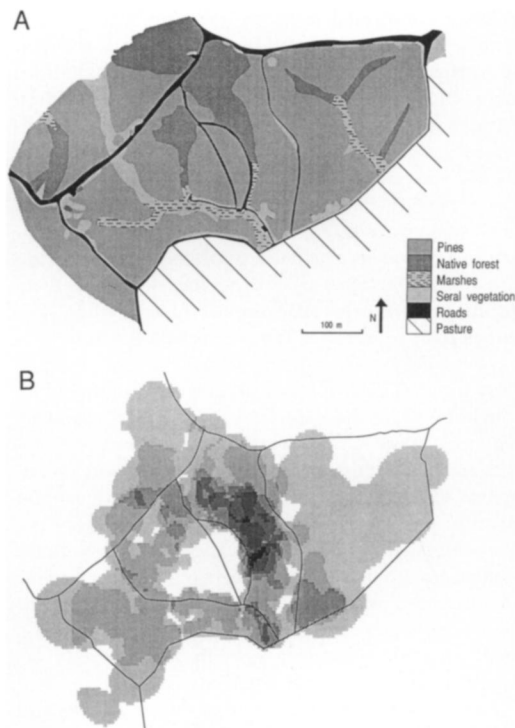 A
Pines
Native forest
Marshes
Seral vegetation
Roads
Pasture
100 m
N
B